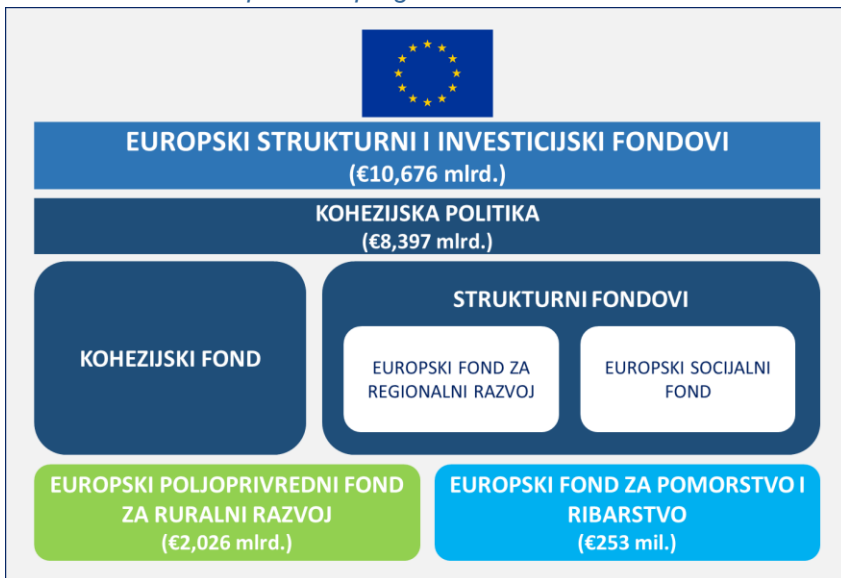 EUROPSKI STRUKTURNI I INVESTICIJSKI FONDOVI
(€10,676 mlrd.)
KOHEZIJSKA POLITIKA
(€8,397 mlrd.)
KOHEZIJSKI FOND
STRUKTURNI FONDOVI
EUROPSKI FOND ZA
REGIONALNI RAZVOJ
EUROPSKI SOCIJALNI
FOND
EUROPSKI POLJOPRIVREDNI FOND
ZA RURALNI RAZVOJ
(€2,026 mlrd.)
EUROPSKI FOND ZA POMORSTVO I
RIBARSTVO
(€253 mil.)